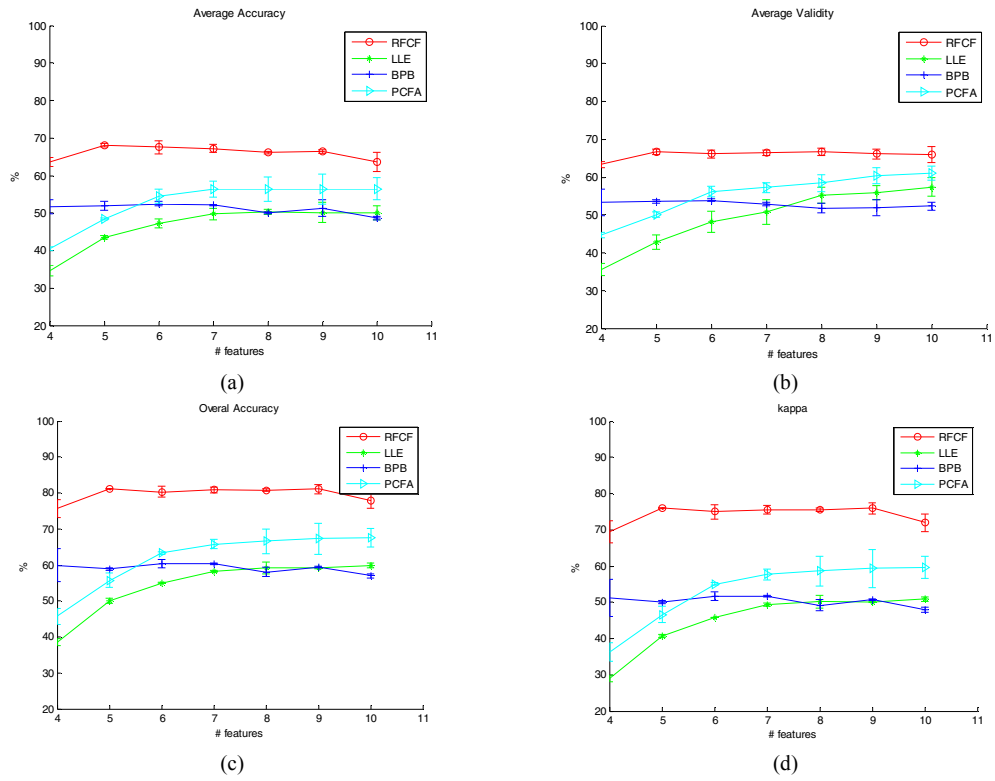 Average Accuracy
100
90
80
70
60
50
40
30
20
%
4 5 6 7 8 9 10 11
# features
RFCF
LLE
BPB
PCFA
(a)
Average Validity
100
90
80
70
60
50
40
30
20
%
4 5 6 7 8 9 10 11
# features
RFCF
LLE
BPB
PCFA
(b)
Overal Accuracy
100
90
80
70
60
50
40
30
20
%
4 5 6 7 8 9 10 11
# features
RFCF
LLE
BPB
PCFA
(c)
kappa
100
90
80
70
60
50
40
30
20
%
4 5 6 7 8 9 10 11
# features
RFCF
LLE
BPB
PCFA
(d)